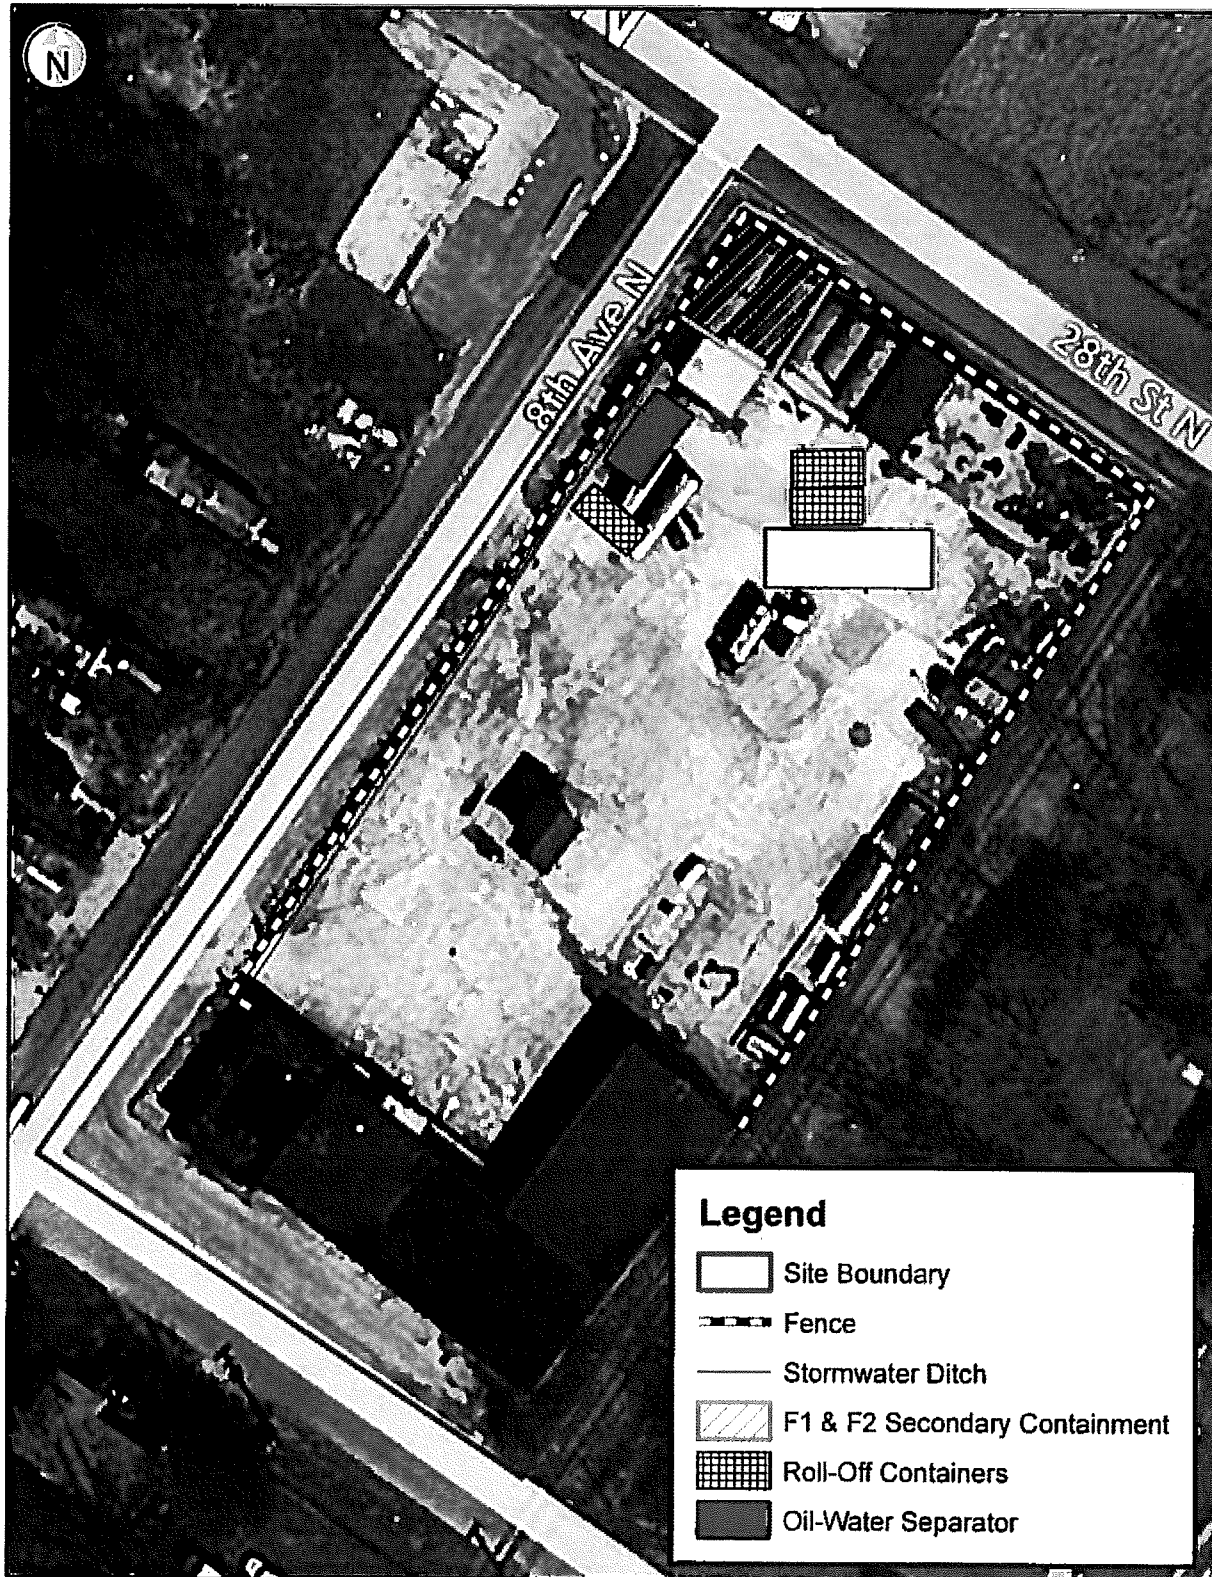 N
8th Ave N
28th St N
Legend
Site Boundary
Fence
Stormwater Ditch
F1 & F2 Secondary Containment
Roll-Off Containers
Oil-Water Separator